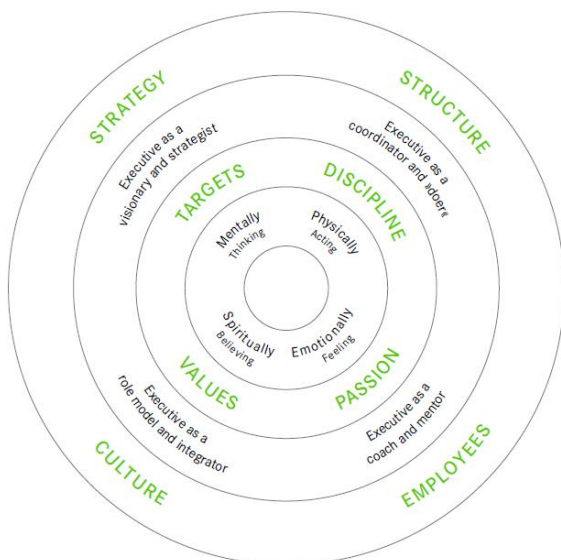 STRATEGY
STRUCTURE
Executive as a
visionary and strategist
Executive as a
coordinator and »doer«
TARGETS
DISCIPLINE
Mentally
Thinking
Physically
Acting
Spiritually
Believing
Emotionally
Feeling
VALUES
PASSION
Executive as a
role model and integrator
Executive as a
coach and mentor
CULTURE
EMPLOYEES